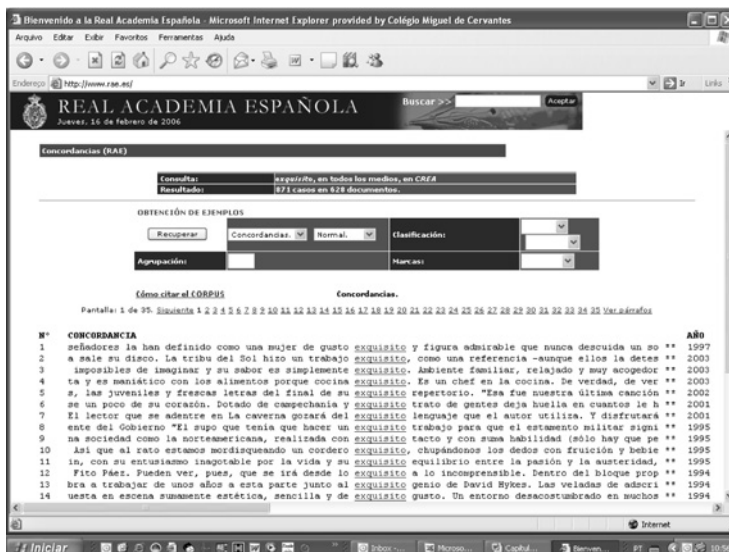 Bienvenido a la Real Academia Española - Microsoft Internet Explorer provided by Colégio Miguel de Cervantes
Arquivo Editar Exibir Favoritos Ferramentas Ajuda
Endereço http://www.rae.es/ Ir Links
REAL ACADEMIA ESPAÑOLA Buscar >> Aceptar
Jueves, 16 de febrero de 2006
Concordancias (RAE)
Consulta: exquisito, en todos los medios, en CREA
Resultado: 871 casos en 628 documentos.
OBTENCIÓN DE EJEMPLOS
Recuperar Concordancias. Normal. Clasificación:
Agrupación: Marcas:
Cómo citar el CORPUS Concordancias.
Pantalla: 1 de 35. Siguiente 1 2 3 4 5 6 7 8 9 10 11 12 13 14 15 16 17 18 19 20 21 22 23 24 25 26 27 28 29 30 31 32 33 34 35 Ver párrafos
Nº CONCORDANCIA AÑO
1 señadores la han definido como una mujer de gusto exquisito y figura admirable que nunca descuida un so ** 1997
2 a sale su disco. La tribu del Sol hizo un trabajo exquisito, como una referencia -aunque ellos la detes ** 2003
3 imposibles de imaginar y su sabor es simplemente exquisito. Ambiente familiar, relajado y muy acogedor ** 2003
4 ta y es maniático con los alimentos porque cocina exquisito. Es un chef en la cocina. De verdad, de ver ** 2003
5 s, las juveniles y frescas letras del final de su exquisito repertorio. "Esa fue nuestra última canción ** 2002
6 se un poco de su corazón. Dotado de campechanía y exquisito trato de gentes deja huella en cuantos le h ** 2001
7 El lector que se adentre en La caverna gozará del exquisito lenguaje que el autor utiliza. Y disfrutará ** 2001
8 ente del Gobierno "El supo que tenía que hacer un exquisito trabajo para que el estamento militar signi ** 1995
9 na sociedad como la norteamericana, realizada con exquisito tacto y con suma habilidad (sólo hay que pe ** 1995
10 Así que al rato estamos mordisqueando un cordero exquisito, chupándonos los dedos con fruición y bebie ** 1995
11 in, con su entusiasmo inagotable por la vida y su exquisito equilibrio entre la pasión y la austeridad, ** 1995
12 Fito Páez. Pueden ver, pues, que se irá desde lo exquisito a lo incomprensible. Dentro del bloque prop ** 1994
13 bra a trabajar de unos años a esta parte junto al exquisito genio de David Hykes. Las veladas de adscri ** 1994
14 uesta en escena sumamente estética, sencilla y de exquisito gusto. Un entorno desacostumbrado en muchos ** 1994
Internet
Iniciar Inbox -... Microso... Capítul... Bienven... PT 10:56